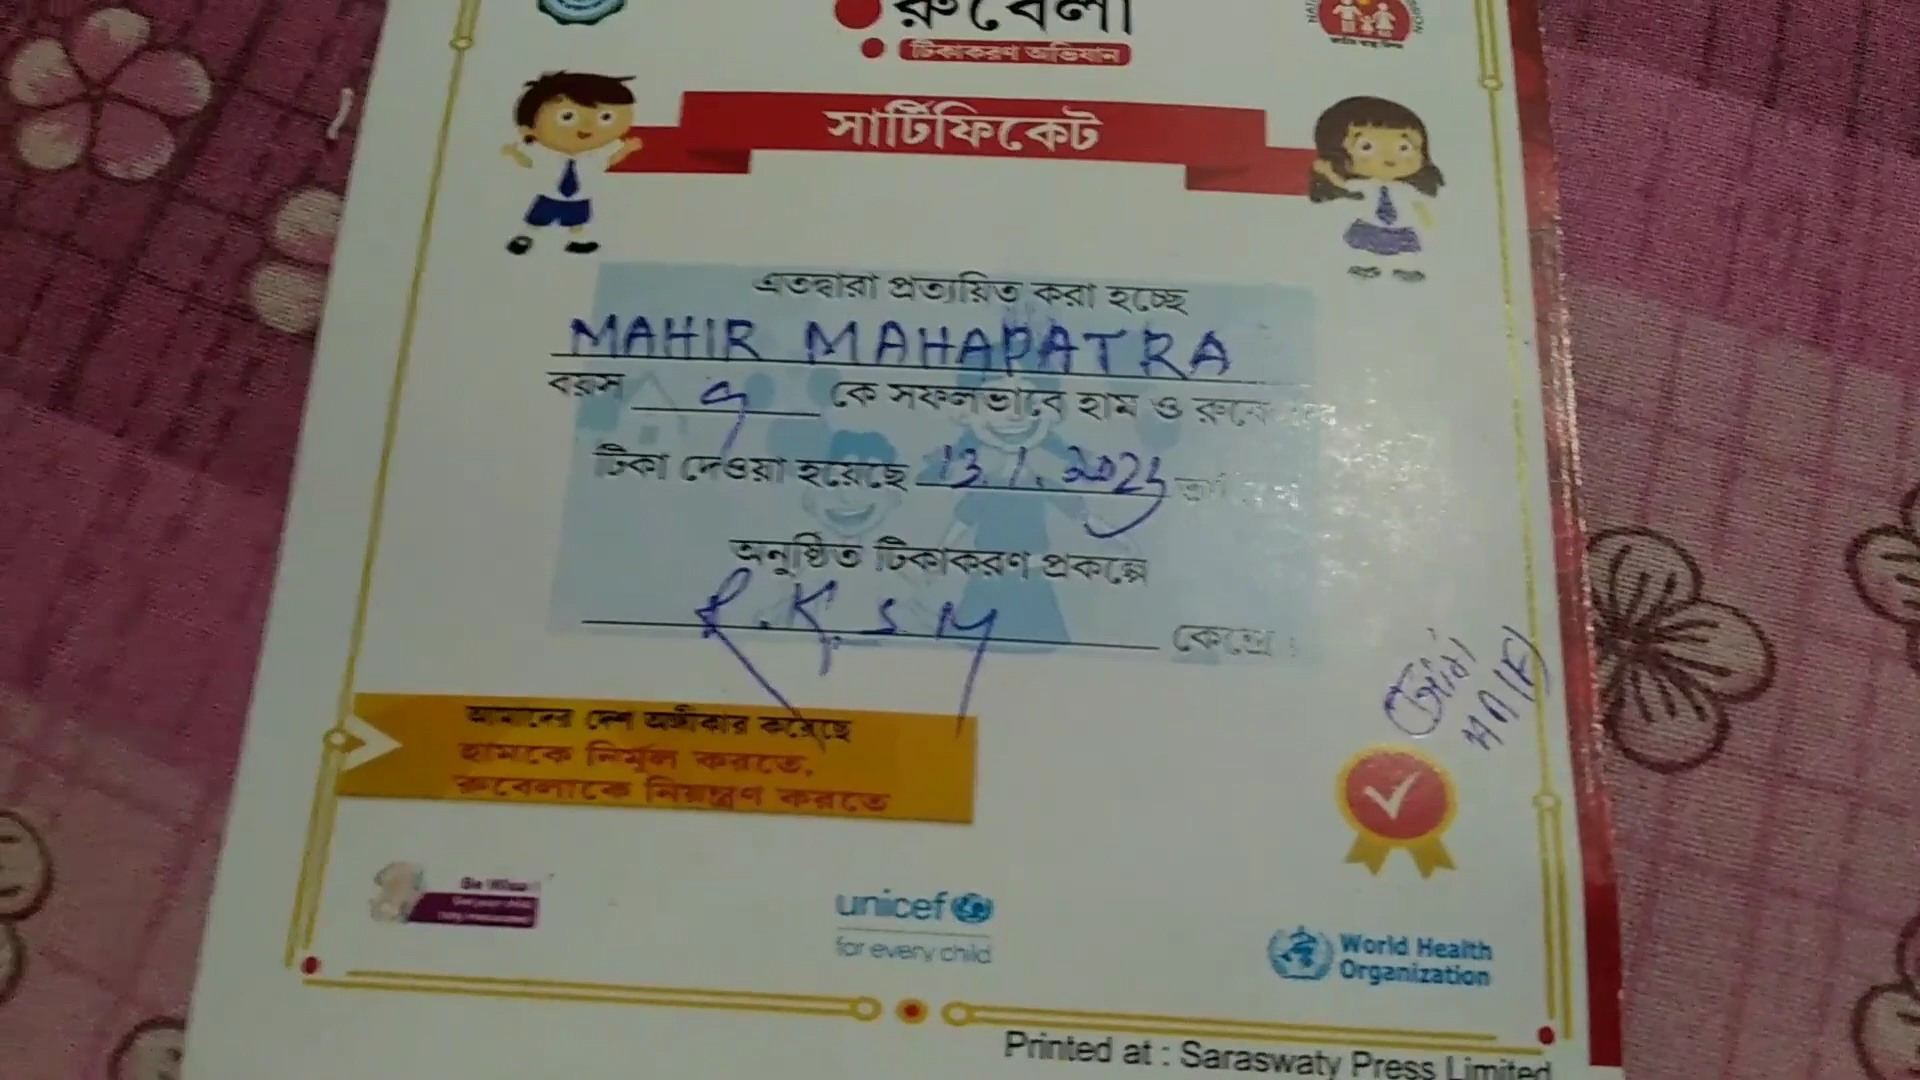 রুবেলা
টিকাকরণ অভিযান
সার্টিফিকেট
এতদ্বারা প্রত্যয়িত করা হচ্ছে
MAHIR MAHAPATRA
বয়স 9 কে সফলভাবে হাম ও
টিকা দেওয়া হয়েছে 13.1.2023
অনুষ্ঠিত টিকাকরণ প্রকল্পে
R.K.S.M কেন্দ্রে।
আমাদের দেশ অঙ্গীকার করেছে
হামকে নির্মূল করতে,
রুবেলাকে নিয়ন্ত্রণ করতে
unicef
for every child
World Health
Organization
Printed at : Saraswaty Press Limited